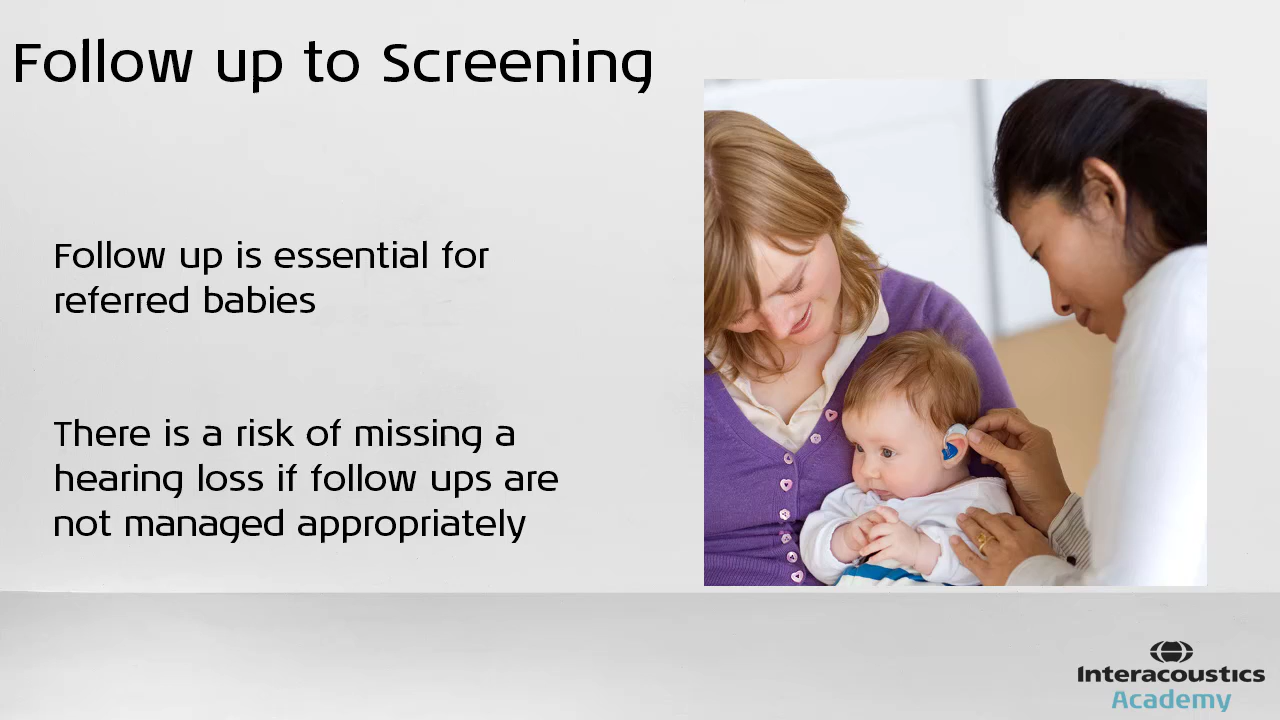 Follow up to Screening
Follow up is essential for
referred babies
There is a risk of missing a
hearing loss if follow ups are
not managed appropriately
Interacoustics
Academy